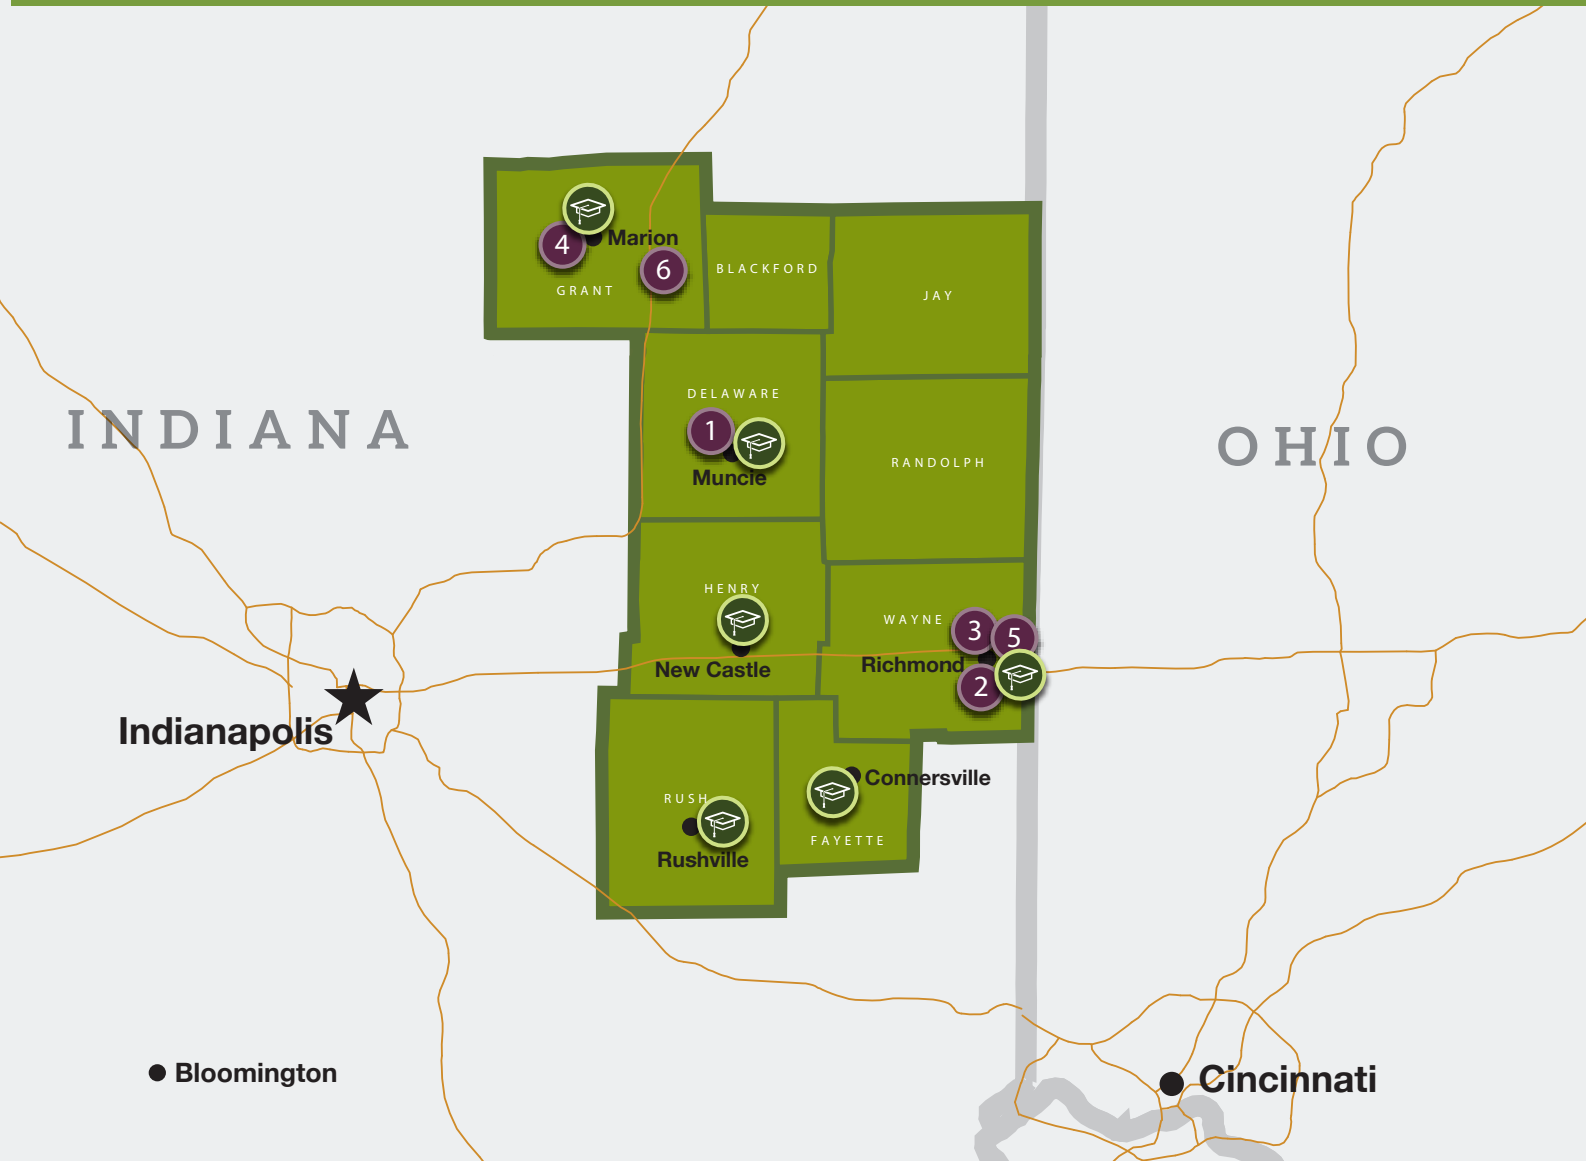 Marion
4
6
BLACKFORD
GRANT
JAY
DELAWARE
INDIANA
1
OHIO
RANDOLPH
Muncie
HENRY
WAYNE
3
5
New Castle
Richmond
2
Indianapolis
Connersville
RUSH
FAYETTE
Rushville
Bloomington
Cincinnati